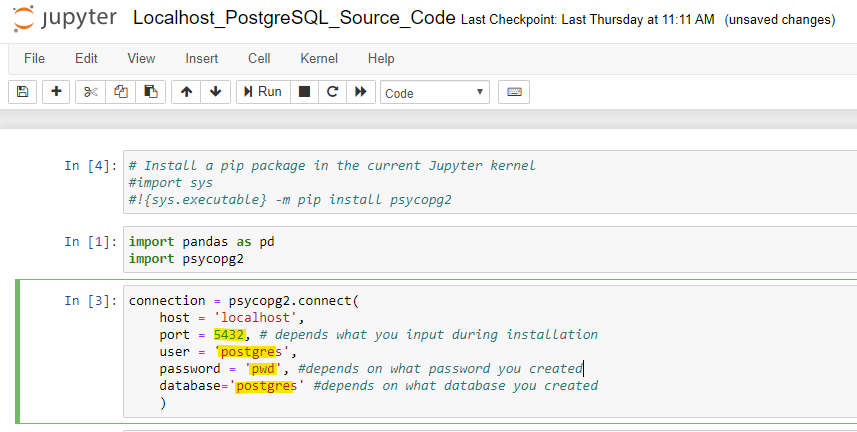 jupyter Localhost_PostgreSQL_Source_Code Last Checkpoint: Last Thursday at 11:11 AM (unsaved changes)
File Edit View Insert Cell Kernel Help
Run Code
In [4]: # Install a pip package in the current Jupyter kernel
#import sys
#!{sys.executable} -m pip install psycopg2
In [1]: import pandas as pd
import psycopg2
In [3]: connection = psycopg2.connect(
host = 'localhost',
port = 5432, # depends what you input during installation
user = 'postgres',
password = 'pwd', #depends on what password you created
database='postgres' #depends on what database you created
)